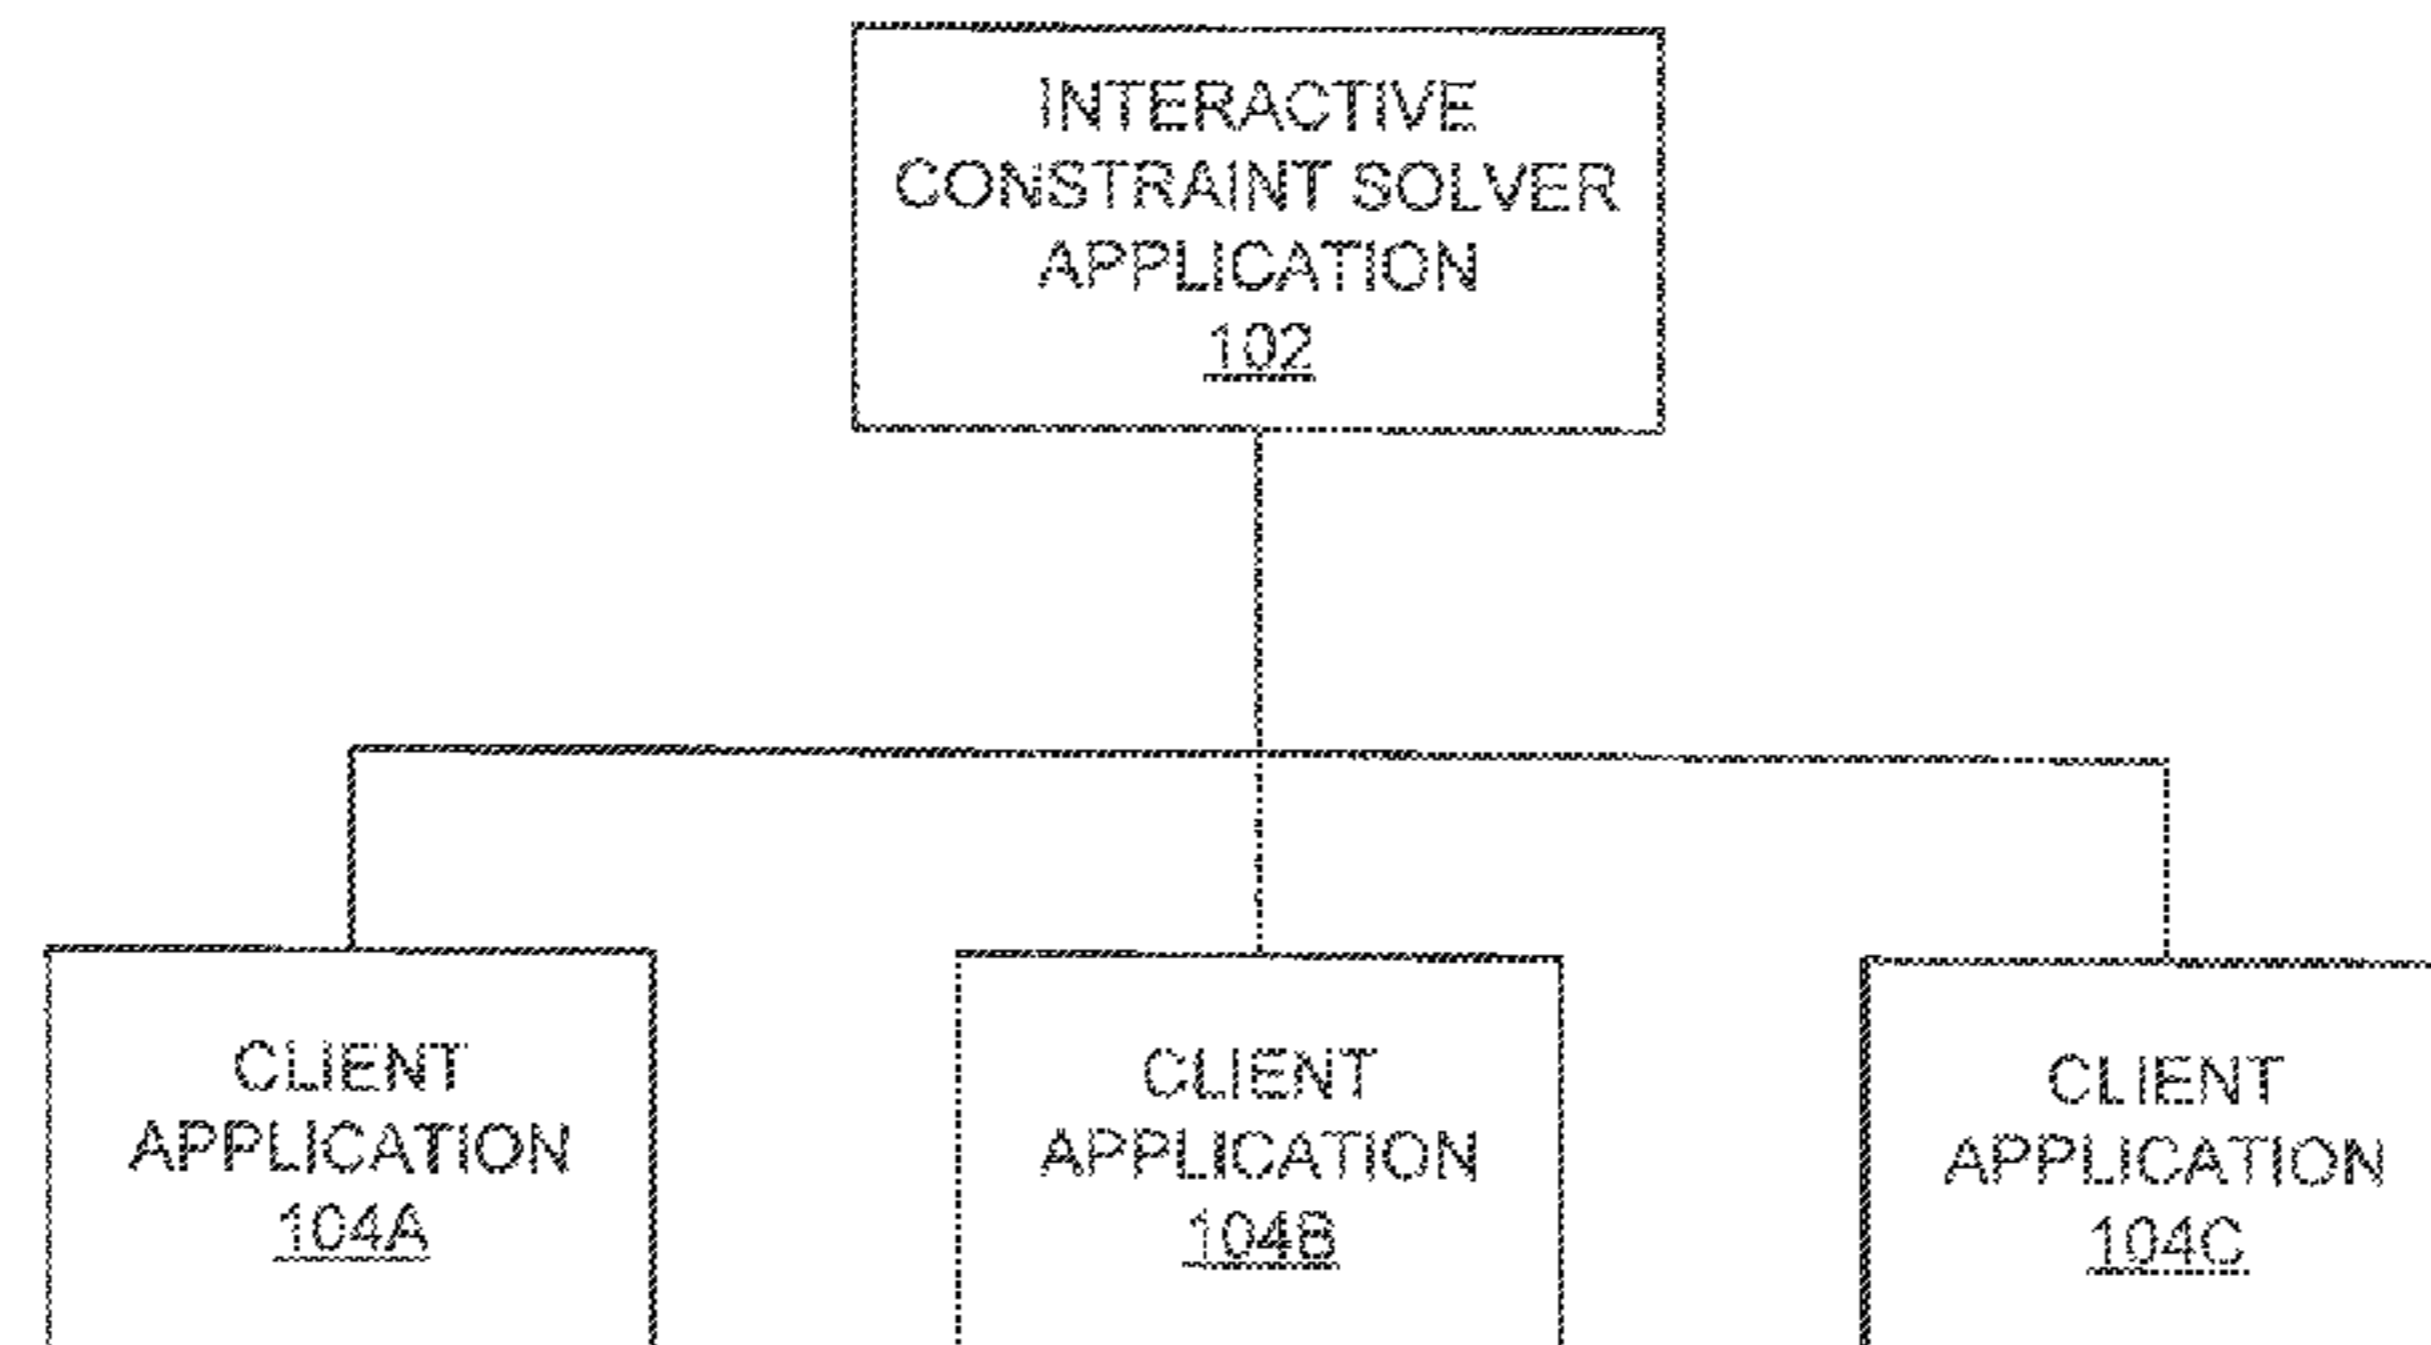 INTERACTIVE
CONSTRAINT SOLVER
APPLICATION
102
CLIENT
APPLICATION
104A
CLIENT
APPLICATION
104B
CLIENT
APPLICATION
104C